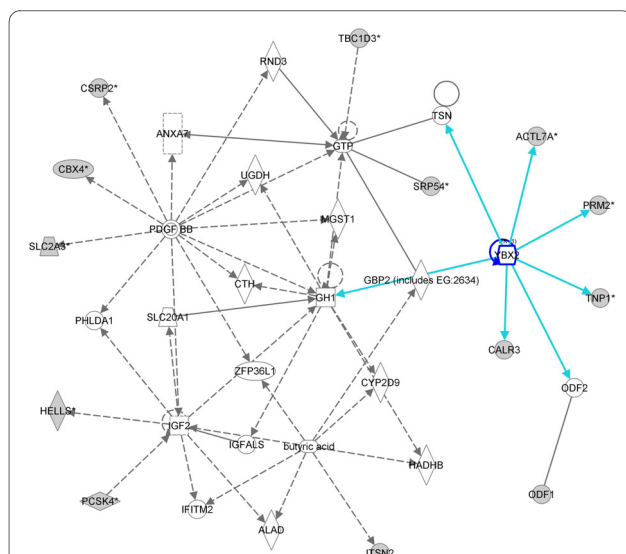 TBC1D3*
RND3
CSRP2*
TSN
ANXA7
GTP
ACTL7A*
CBX4*
UGDH
SRP54*
PRM2*
MGST1
PDGF BB
YBX2
SLC2A3*
GBP2 (includes EG:2634)
CTH
GH1
TNP1*
PHLDA1
SLC20A1
CALR3
ZFP36L1
CYP2D9
ODF2
HELLS*
IGF2
IGFALS
butyric acid
HADHB
PCSK4*
IFITM2
ODF1
ALAD
ITSN2